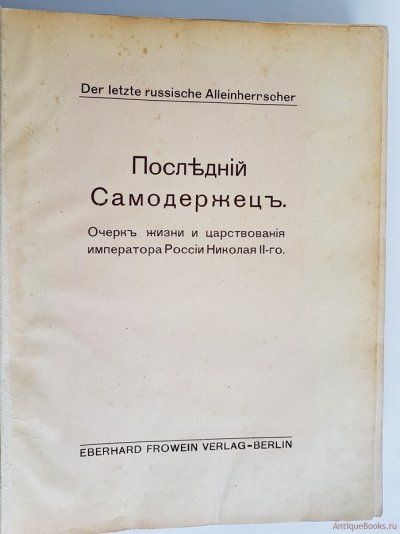 Der letzte russische Alleinherrscher
Послѣднiй
Самодержецъ.
Очеркъ жизни и царствованiя
императора Россiи Николая II-го.
EBERHARD FROWEIN VERLAG-BERLIN
AntiqueBooks.ru